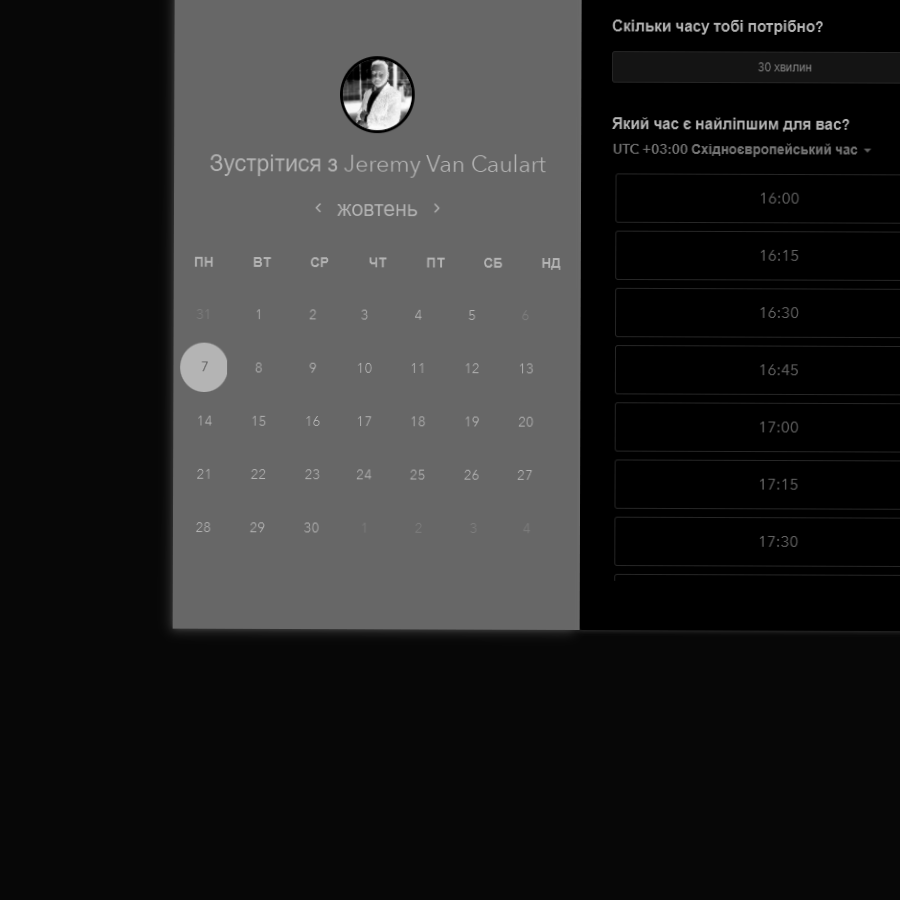 Зустрітися з Jeremy Van Caulart
жовтень
ПН ВТ СР ЧТ ПТ СБ НД
31 1 2 3 4 5 6
7 8 9 10 11 12 13
14 15 16 17 18 19 20
21 22 23 24 25 26 27
28 29 30 1 2 3 4
Скільки часу тобі потрібно?
30 хвилин
Який час є найліпшим для вас?
UTC +03:00 Східноєвропейський час
16:00
16:15
16:30
16:45
17:00
17:15
17:30